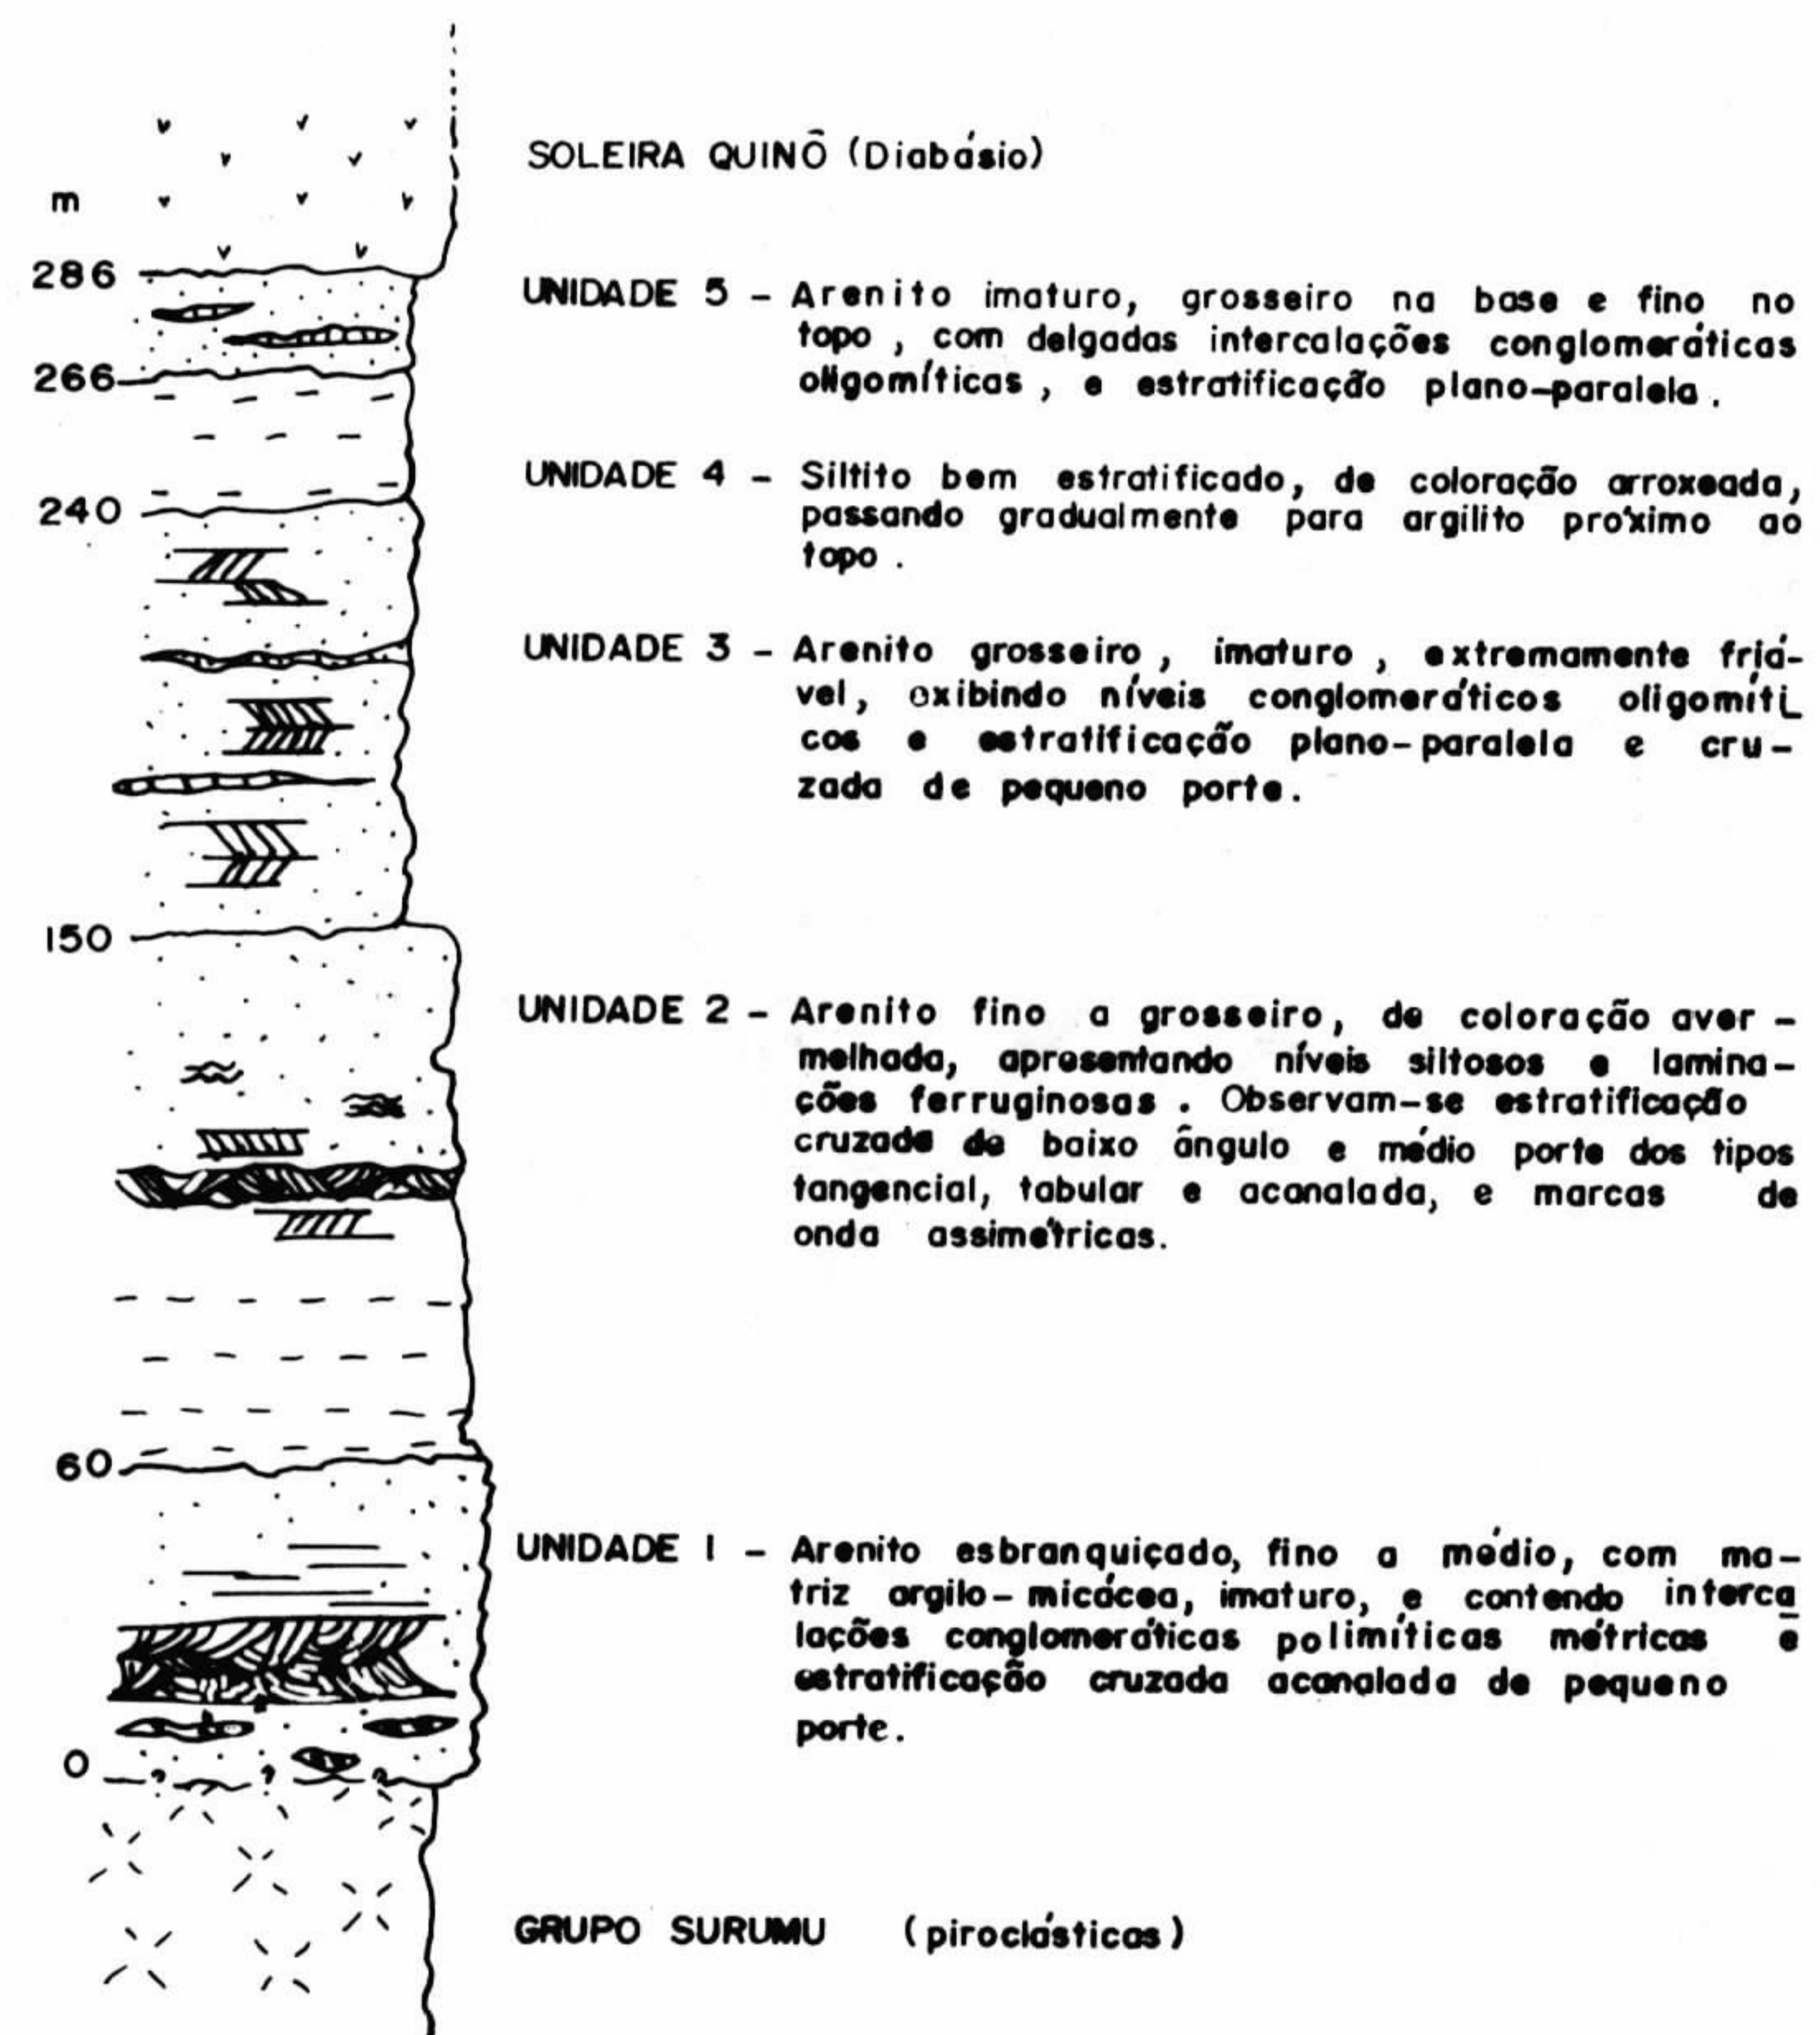 SOLEIRA QUINÔ (Diabásio)
m
286
UNIDADE 5 - Arenito imaturo, grosseiro na base e fino no
topo, com delgadas intercalações conglomeráticas
oligomíticas, e estratificação plano-paralela.
266
UNIDADE 4 - Siltito bem estratificado, de coloração arroxeada,
passando gradualmente para argilito próximo ao
topo.
240
UNIDADE 3 - Arenito grosseiro, imaturo, extremamente friá-
vel, exibindo níveis conglomeráticos oligomíti
cos e estratificação plano-paralela e cru-
zada de pequeno porte.
150
UNIDADE 2 - Arenito fino a grosseiro, de coloração aver-
melhada, apresentando níveis siltosos e lamina-
ções ferruginosas. Observam-se estratificação
cruzada de baixo ângulo e médio porte dos tipos
tangencial, tabular e acanalada, e marcas de
onda assimétricas.
60
UNIDADE 1 - Arenito esbranquiçado, fino a médio, com ma-
triz argilo-micácea, imaturo, e contendo interca
lações conglomeráticas polimíticas métricas e
estratificação cruzada acanalada de pequeno
porte.
0
? ? ?
GRUPO SURUMU (piroclásticas)